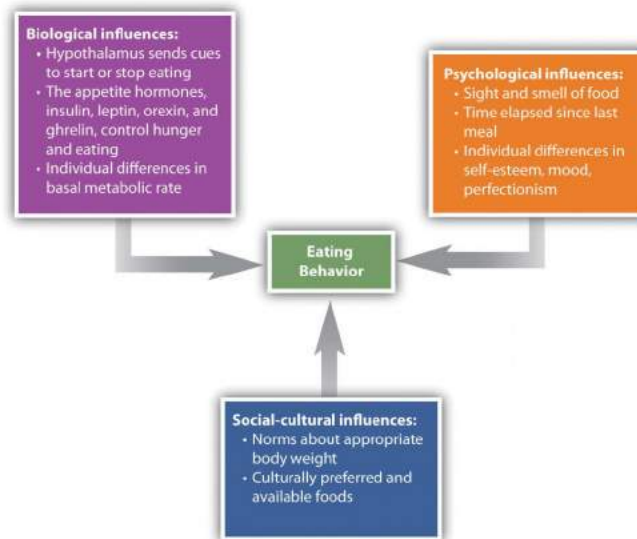 Biological influences:
• Hypothalamus sends cues
to start or stop eating
• The appetite hormones,
insulin, leptin, orexin, and
ghrelin, control hunger
and eating
• Individual differences in
basal metabolic rate
Psychological influences:
• Sight and smell of food
• Time elapsed since last
meal
• Individual differences in
self-esteem, mood,
perfectionism
Eating
Behavior
Social-cultural influences:
• Norms about appropriate
body weight
• Culturally preferred and
available foods